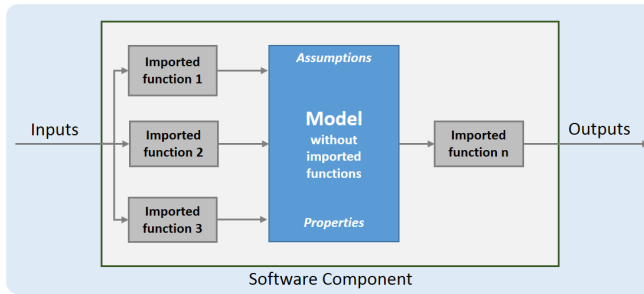 Inputs
Imported
function 1
Imported
function 2
Imported
function 3
Assumptions
Model
without
imported
functions
Properties
Imported
function n
Outputs
Software Component